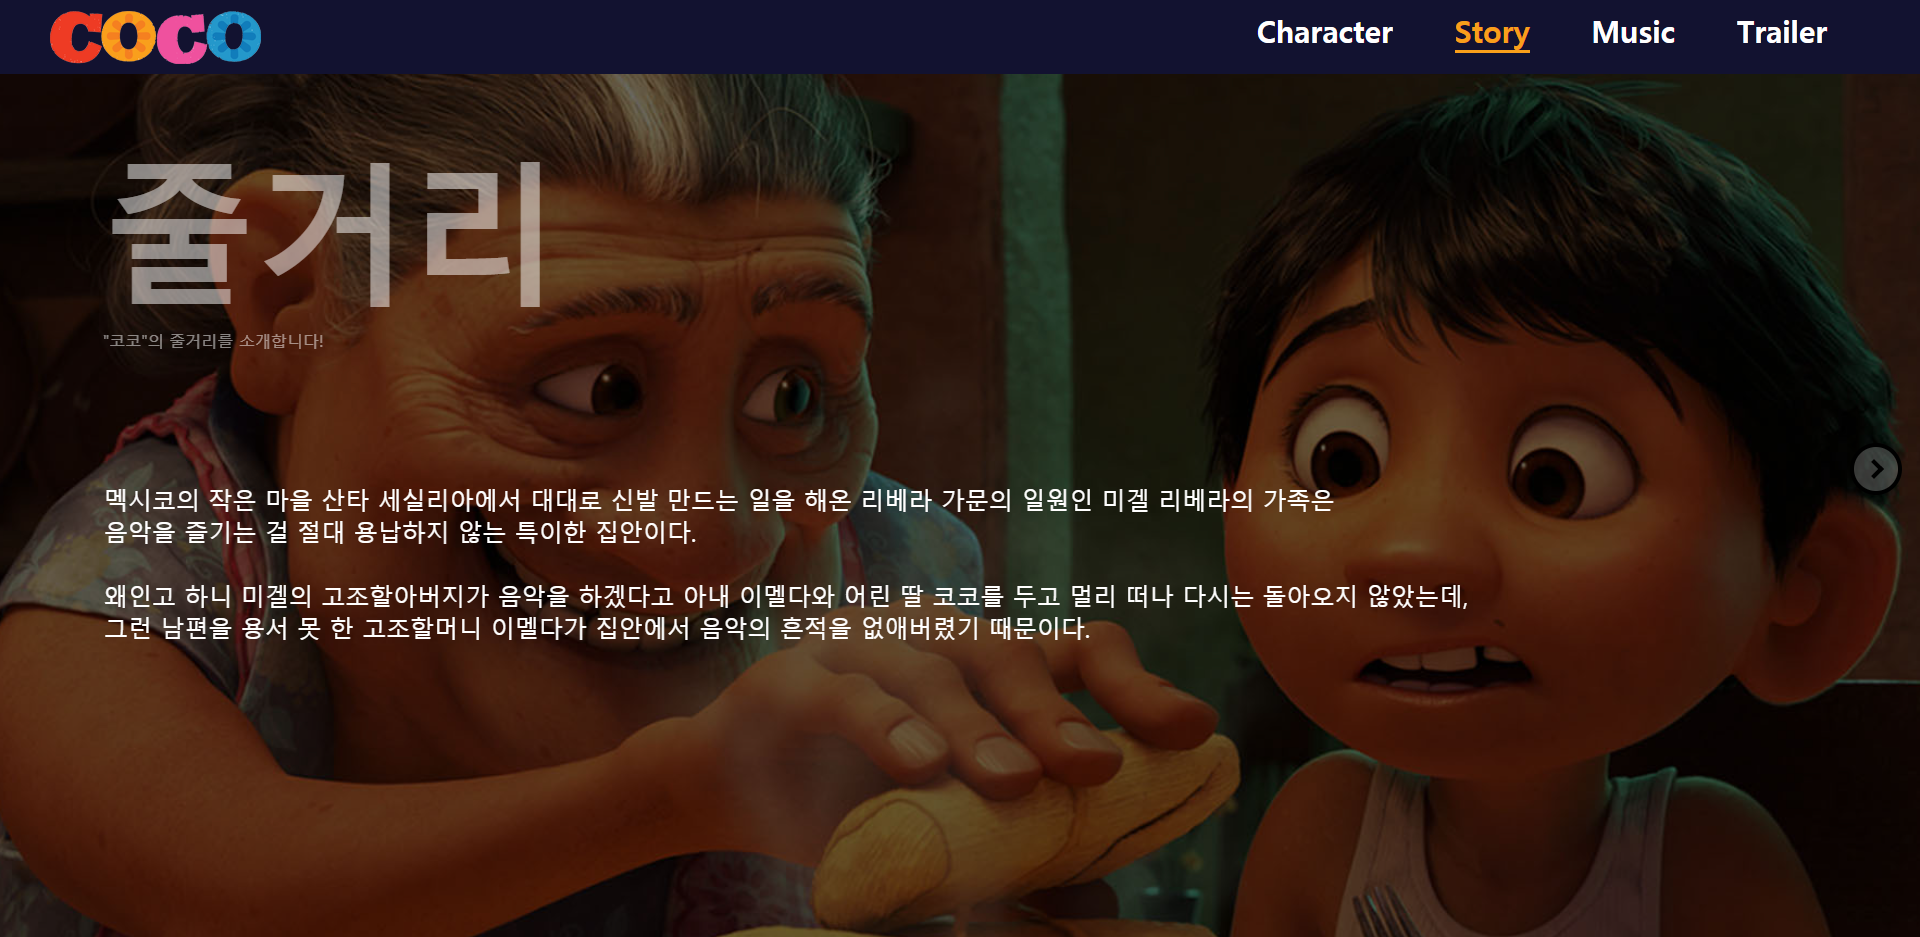 COCO
Character Story Music Trailer
줄거리
"코코"의 줄거리를 소개합니다!
멕시코의 작은 마을 산타 세실리아에서 대대로 신발 만드는 일을 해온 리베라 가문의 일원인 미겔 리베라의 가족은
음악을 즐기는 걸 절대 용납하지 않는 특이한 집안이다.
왜인고 하니 미겔의 고조할아버지가 음악을 하겠다고 아내 이멜다와 어린 딸 코코를 두고 멀리 떠나 다시는 돌아오지 않았는데,
그런 남편을 용서 못 한 고조할머니 이멜다가 집안에서 음악의 흔적을 없애버렸기 때문이다.